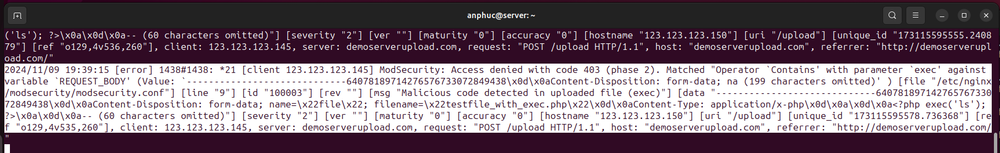 anphuc@server: ~
('ls'); ?>\x0a\x0d\x0a-- (60 characters omitted)"] [severity "2"] [ver ""] [maturity "0"] [accuracy "0"] [hostname "123.123.123.150"] [uri "/upload"] [unique_id "173115595555.2408
79"] [ref "o129,4v536,260"], client: 123.123.123.145, server: demoserverupload.com, request: "POST /upload HTTP/1.1", host: "demoserverupload.com", referrer: "http://demoserverupl
oad.com/"
2024/11/09 19:39:15 [error] 1438#1438: *21 [client 123.123.123.145] ModSecurity: Access denied with code 403 (phase 2). Matched "Operator `Contains' with parameter `exec' against
variable `REQUEST_BODY' (Value: `-----------------------------64078189714276576733072849438\x0d\x0aContent-Disposition: form-data; na (199 characters omitted)' ) [file "/etc/nginx
/modsecurity/modsecurity.conf"] [line "9"] [id "100003"] [rev ""] [msg "Malicious code detected in uploaded file (exec)"] [data "-----------------------------640781897142765767330
72849438\x0d\x0aContent-Disposition: form-data; name=\x22file\x22; filename=\x22testfile_with_exec.php\x22\x0d\x0aContent-Type: application/x-php\x0d\x0a\x0d\x0a<?php exec('ls');
?>\x0a\x0d\x0a-- (60 characters omitted)"] [severity "2"] [ver ""] [maturity "0"] [accuracy "0"] [hostname "123.123.123.150"] [uri "/upload"] [unique_id "173115595578.736368"] [re
f "o129,4v535,260"], client: 123.123.123.145, server: demoserverupload.com, request: "POST /upload HTTP/1.1", host: "demoserverupload.com", referrer: "http://demoserverupload.com/
"